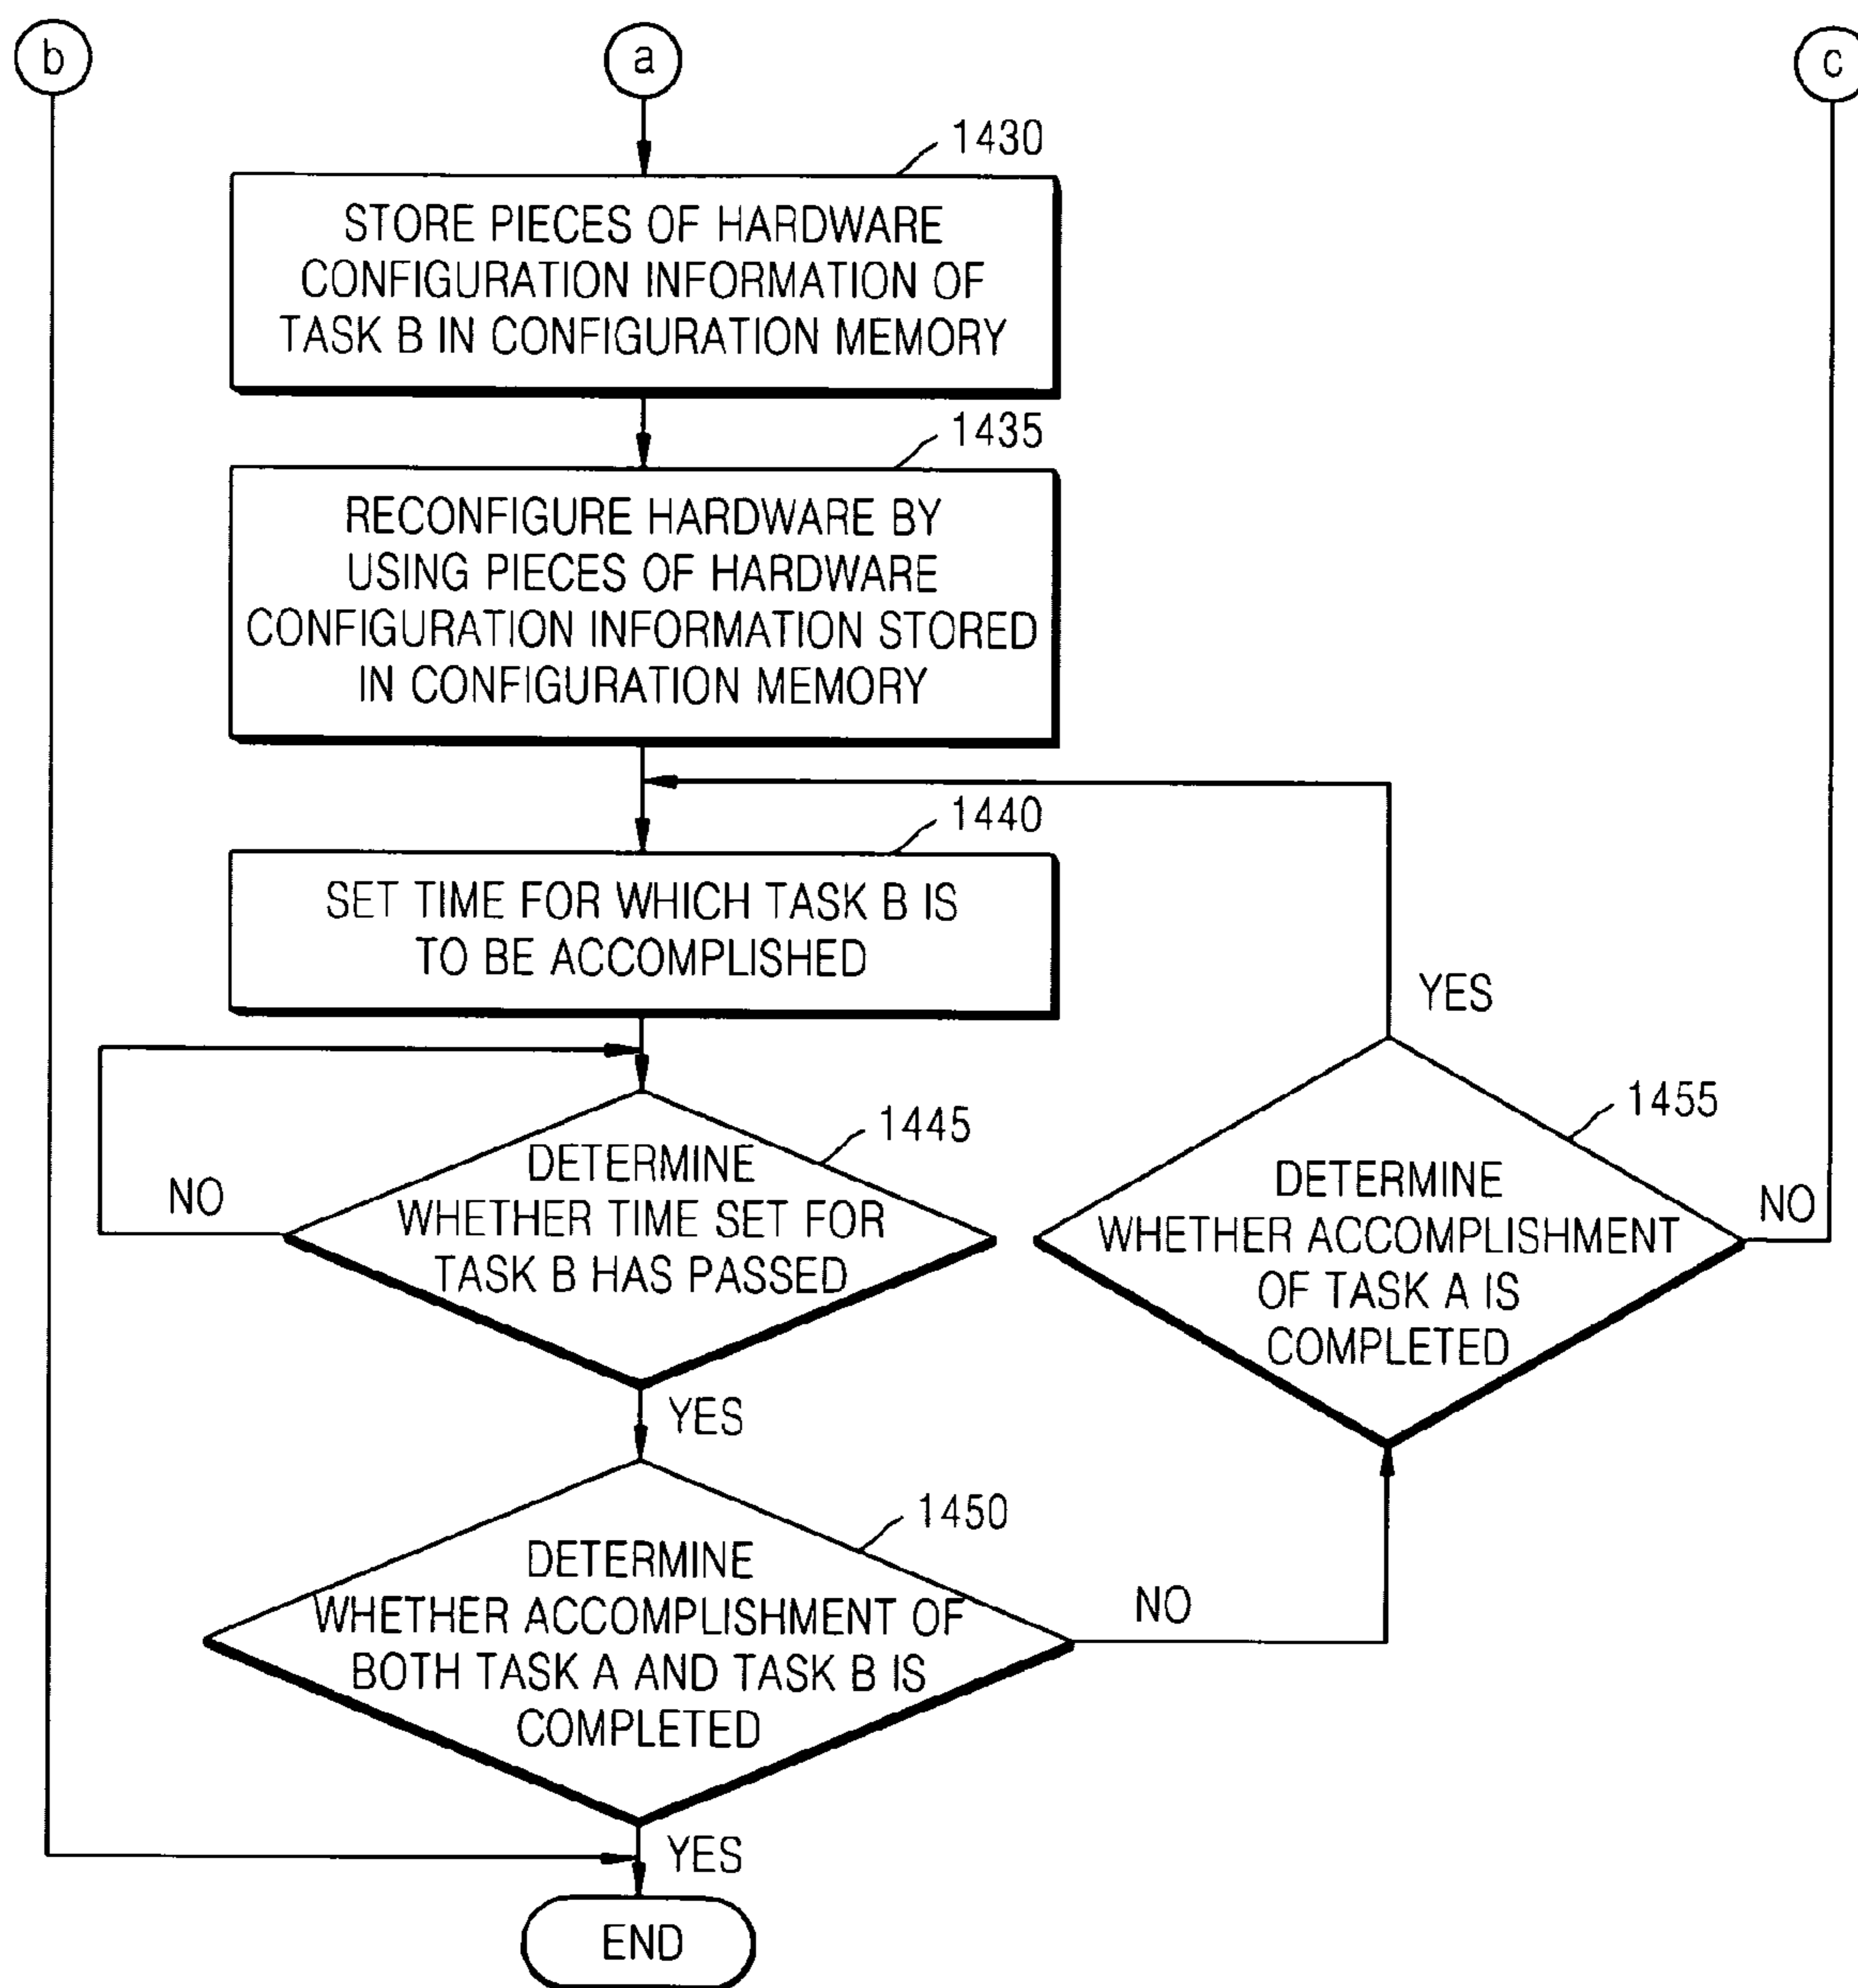 b
a
c
1430
STORE PIECES OF HARDWARE
CONFIGURATION INFORMATION OF
TASK B IN CONFIGURATION MEMORY
1435
RECONFIGURE HARDWARE BY
USING PIECES OF HARDWARE
CONFIGURATION INFORMATION STORED
IN CONFIGURATION MEMORY
1440
SET TIME FOR WHICH TASK B IS
TO BE ACCOMPLISHED
YES
1445
DETERMINE
WHETHER TIME SET FOR
TASK B HAS PASSED
NO
1455
DETERMINE
WHETHER ACCOMPLISHMENT
OF TASK A IS
COMPLETED
NO
YES
1450
DETERMINE
WHETHER ACCOMPLISHMENT OF
BOTH TASK A AND TASK B IS
COMPLETED
NO
YES
END